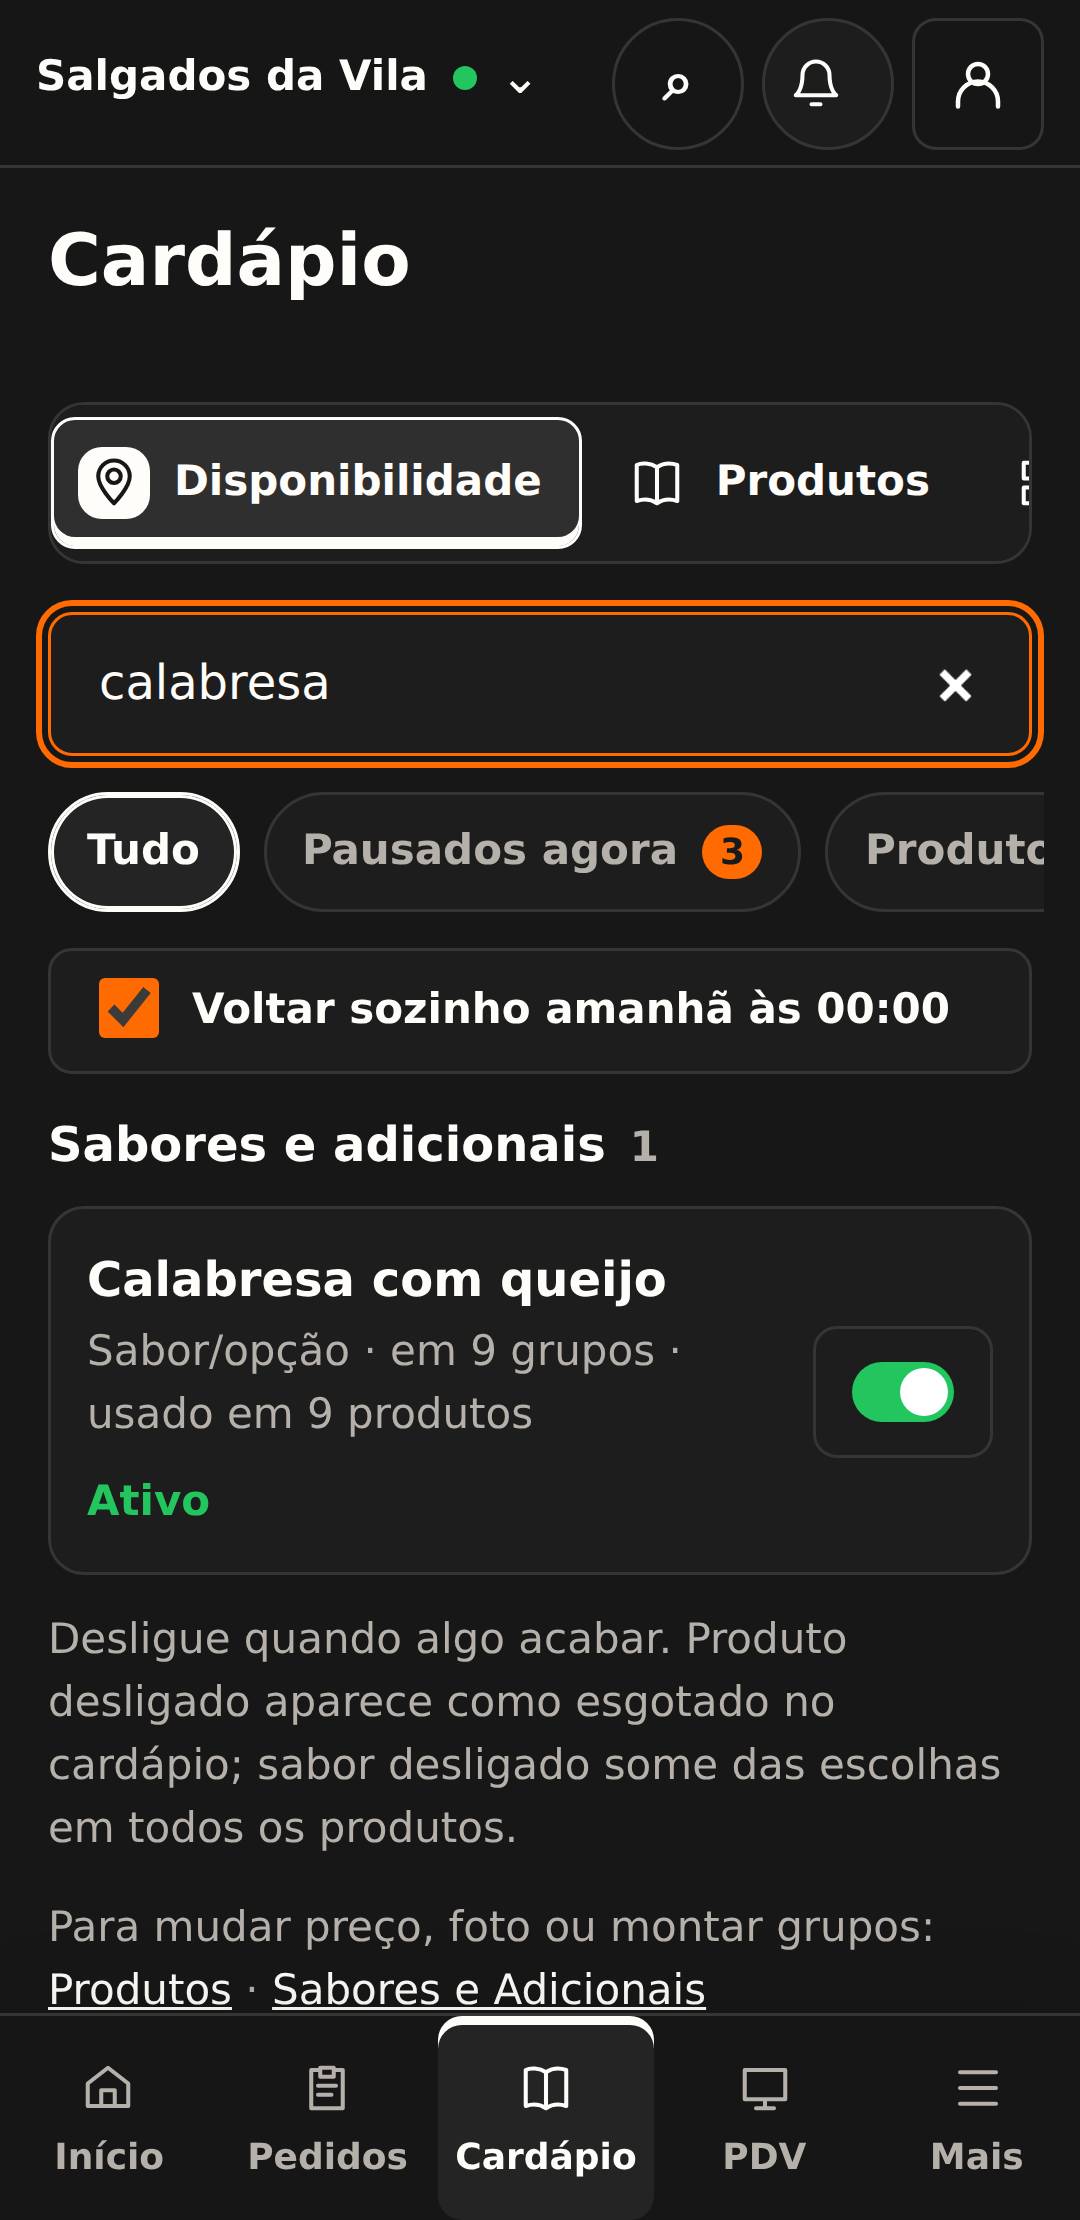 Salgados da Vila
Cardápio
Disponibilidade
Produtos
calabresa
Tudo
Pausados agora 3
Voltar sozinho amanhã às 00:00
Sabores e adicionais 1
Calabresa com queijo
Sabor/opção · em 9 grupos ·
usado em 9 produtos
Ativo
Desligue quando algo acabar. Produto
desligado aparece como esgotado no
cardápio; sabor desligado some das escolhas
em todos os produtos.
Para mudar preço, foto ou montar grupos:
Produtos · Sabores e Adicionais
Início
Pedidos
Cardápio
PDV
Mais